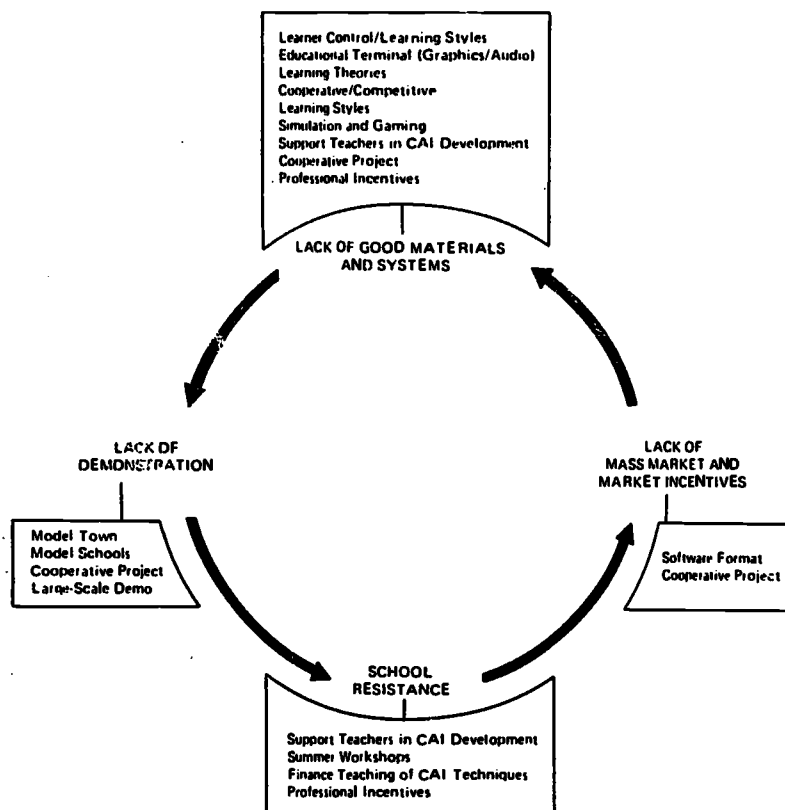 Learner Control/Learning Styles
Educational Terminal (Graphics/Audio)
Learning Theories
Cooperative/Competitive
Learning Styles
Simulation and Gaming
Support Teachers in CAI Development
Cooperative Project
Professional Incentives
LACK OF GOOD MATERIALS
AND SYSTEMS
LACK OF
DEMONSTRATION
Model Town
Model Schools
Cooperative Project
Large-Scale Demo
LACK OF
MASS MARKET AND
MARKET INCENTIVES
Software Format
Cooperative Project
SCHOOL
RESISTANCE
Support Teachers in CAI Development
Summer Workshops
Finance Teaching of CAI Techniques
Professional Incentives